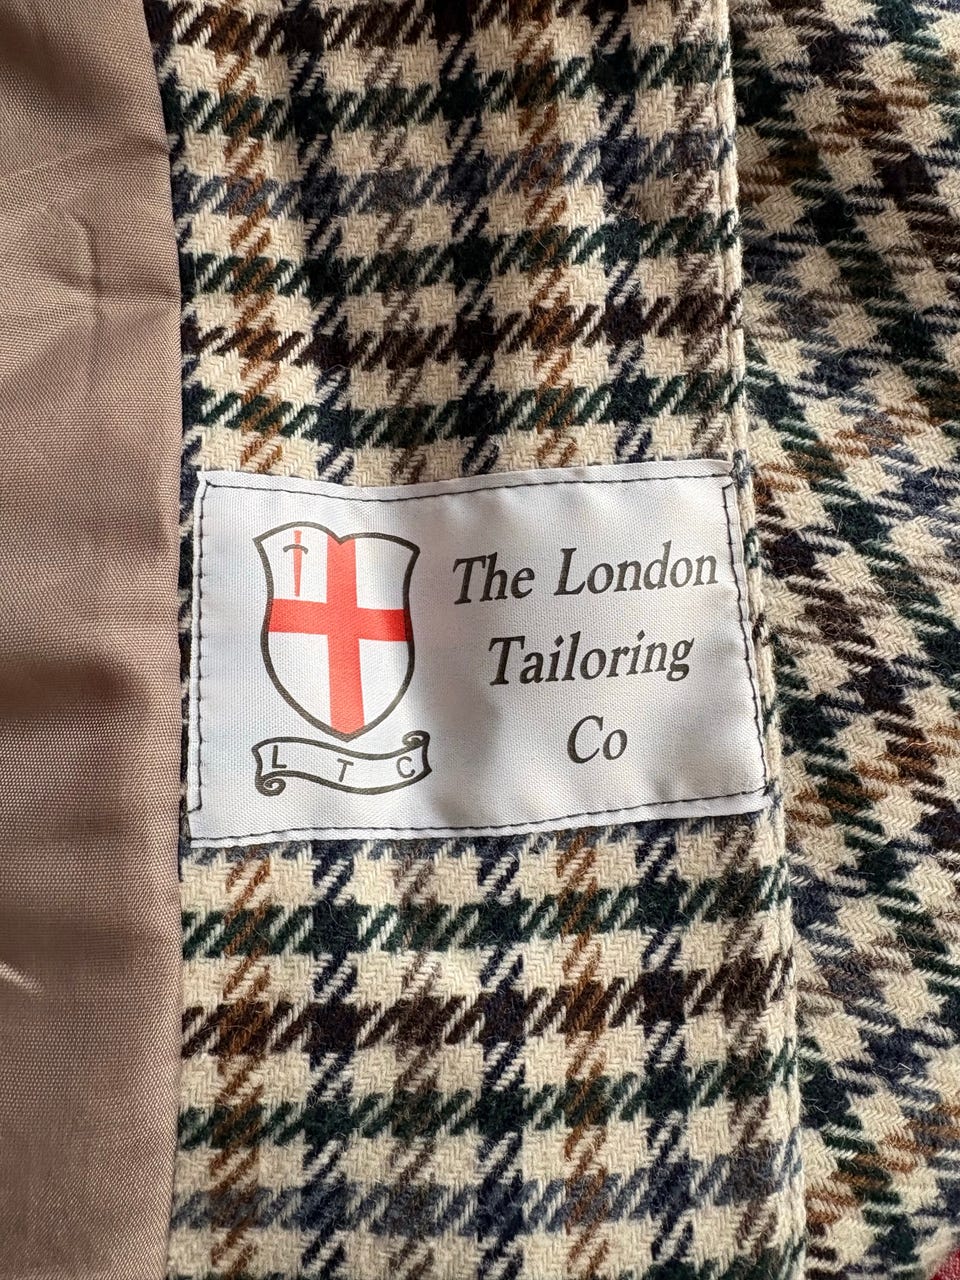 The London
Tailoring
Co
L T C